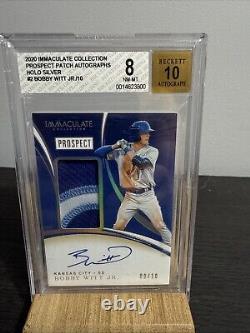 2020 IMMACULATE COLLECTION
PROSPECT PATCH AUTOGRAPHS
HOLO SILVER
#2 BOBBY WITT JR./10
8
NM-MT
0014623900
BECKETT
10
AUTOGRAPH
IMMACULATE
COLLECTION
PROSPECT
KANSAS CITY - SS
BOBBY WITT JR.
09/10